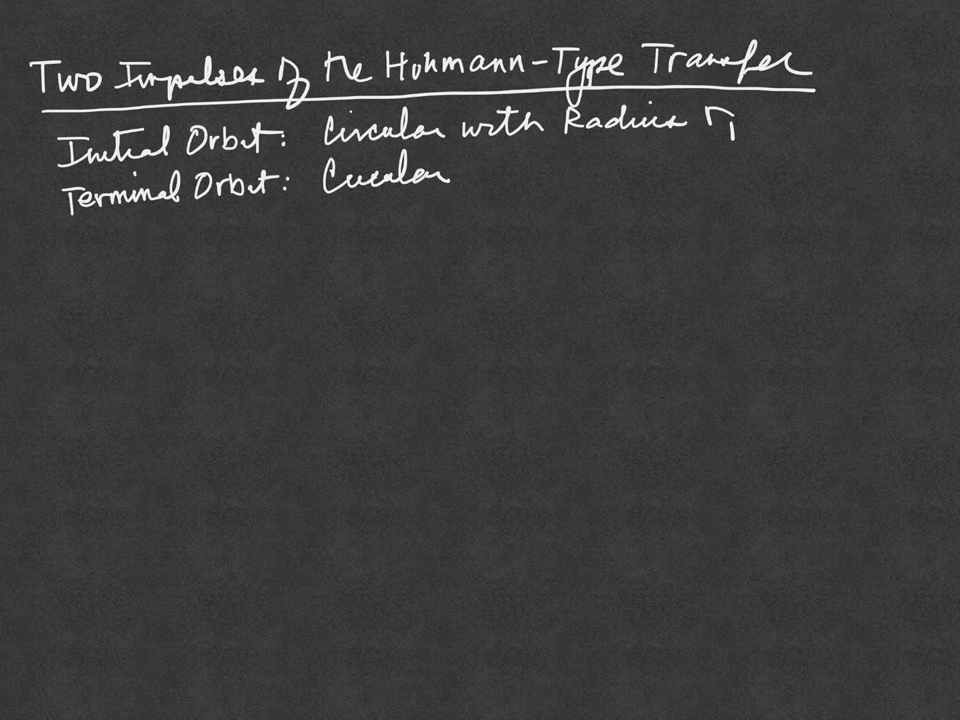 Two Impulses of the Hohmann-Type Transfer
Initial Orbit: Circular with Radius r₁
Terminal Orbit: Circular